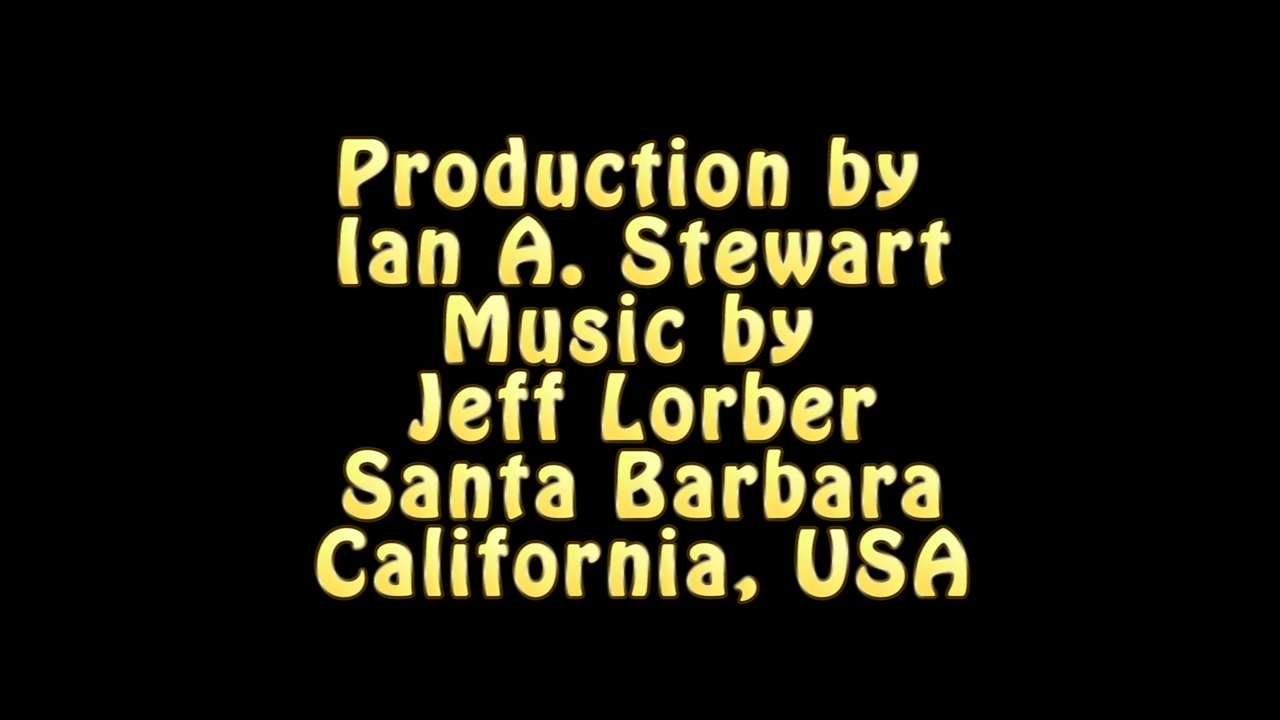 Production by
Ian A. Stewart
Music by
Jeff Lorber
Santa Barbara
California, USA